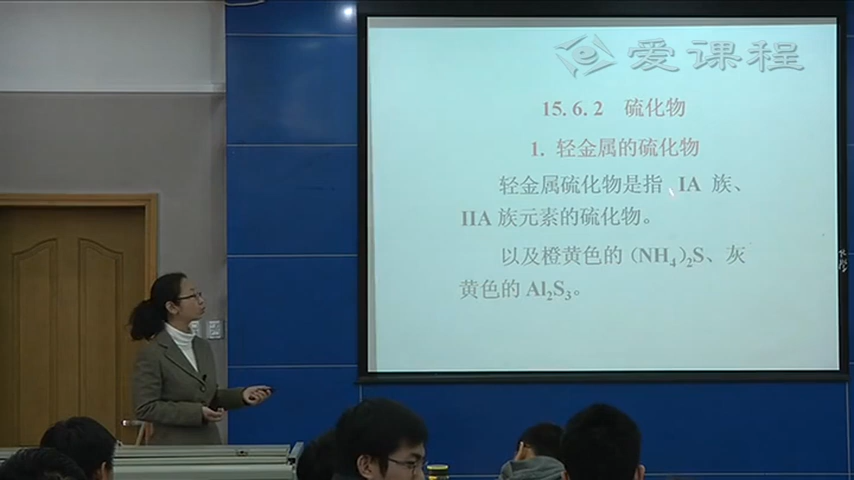 爱课程
15.6.2 硫化物
1. 轻金属的硫化物
轻金属硫化物是指 IA 族、
IIA 族元素的硫化物。
以及橙黄色的 (NH₄)₂S、灰
黄色的 Al₂S₃。